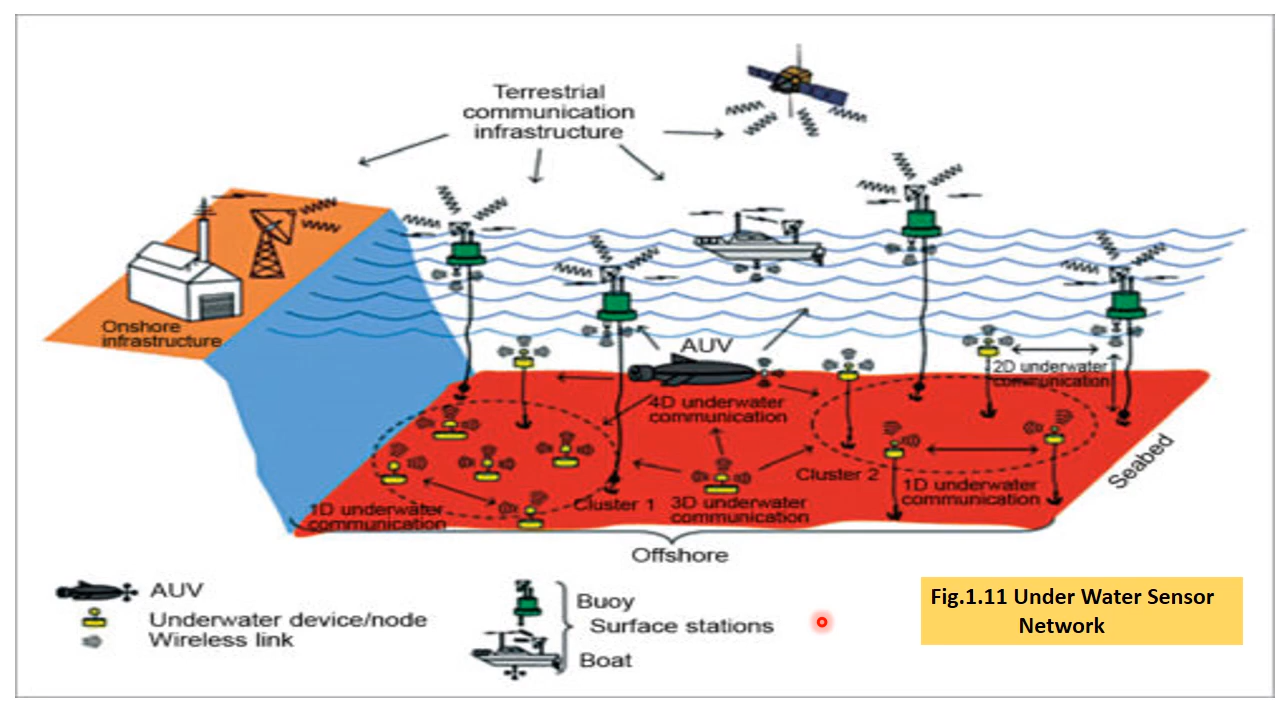 Terrestrial
communication
infrastructure
Onshore
infrastructure
AUV
2D underwater
communication
4D underwater
communication
Cluster 2
Seabed
1D underwater
communication
Cluster 1
3D underwater
communication
1D underwater
communication
Offshore
AUV
Underwater device/node
Wireless link
Buoy
Surface stations
Boat
Fig.1.11 Under Water Sensor
Network